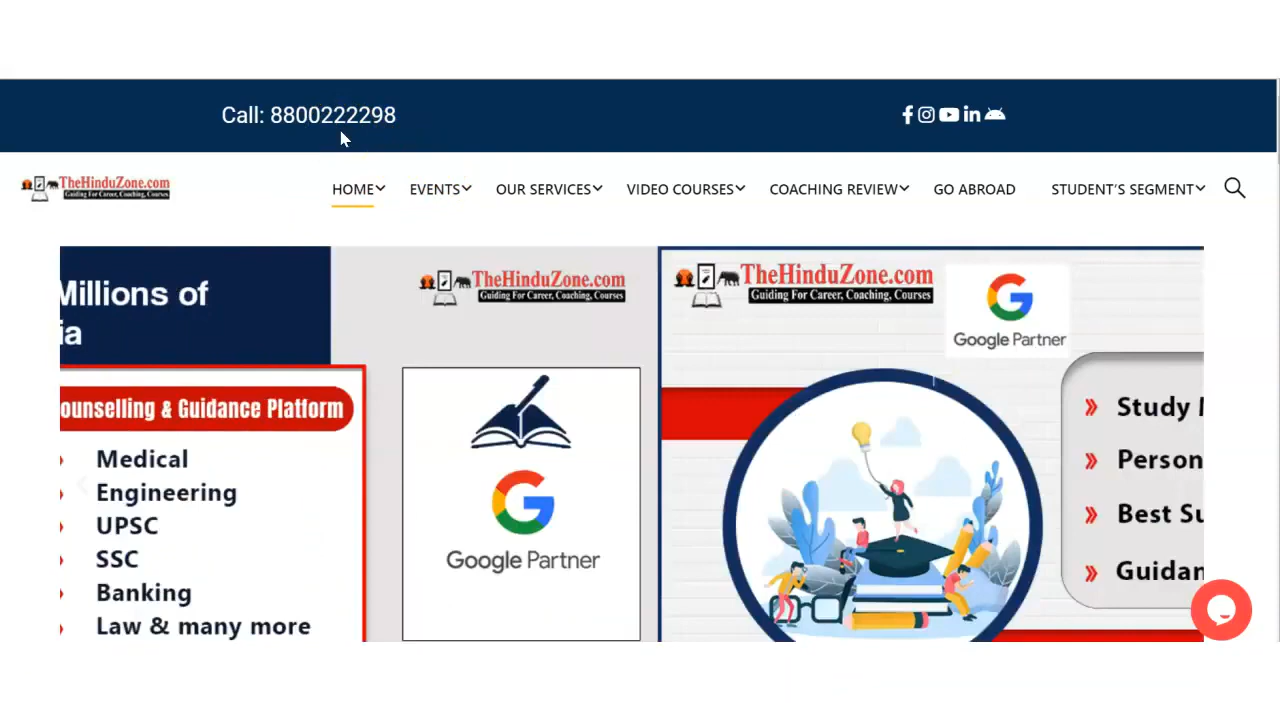 Call: 8800222298
TheHinduZone.com
Guiding For Career, Coaching, Courses
HOME EVENTS OUR SERVICES VIDEO COURSES COACHING REVIEW GO ABROAD STUDENT'S SEGMENT
Millions of
ia
ounselling & Guidance Platform
Medical
Engineering
UPSC
SSC
Banking
Law & many more
TheHinduZone.com
Guiding For Career, Coaching, Courses
Google Partner
TheHinduZone.com
Guiding For Career, Coaching, Courses
Google Partner
Study
Person
Best Su
Guidan